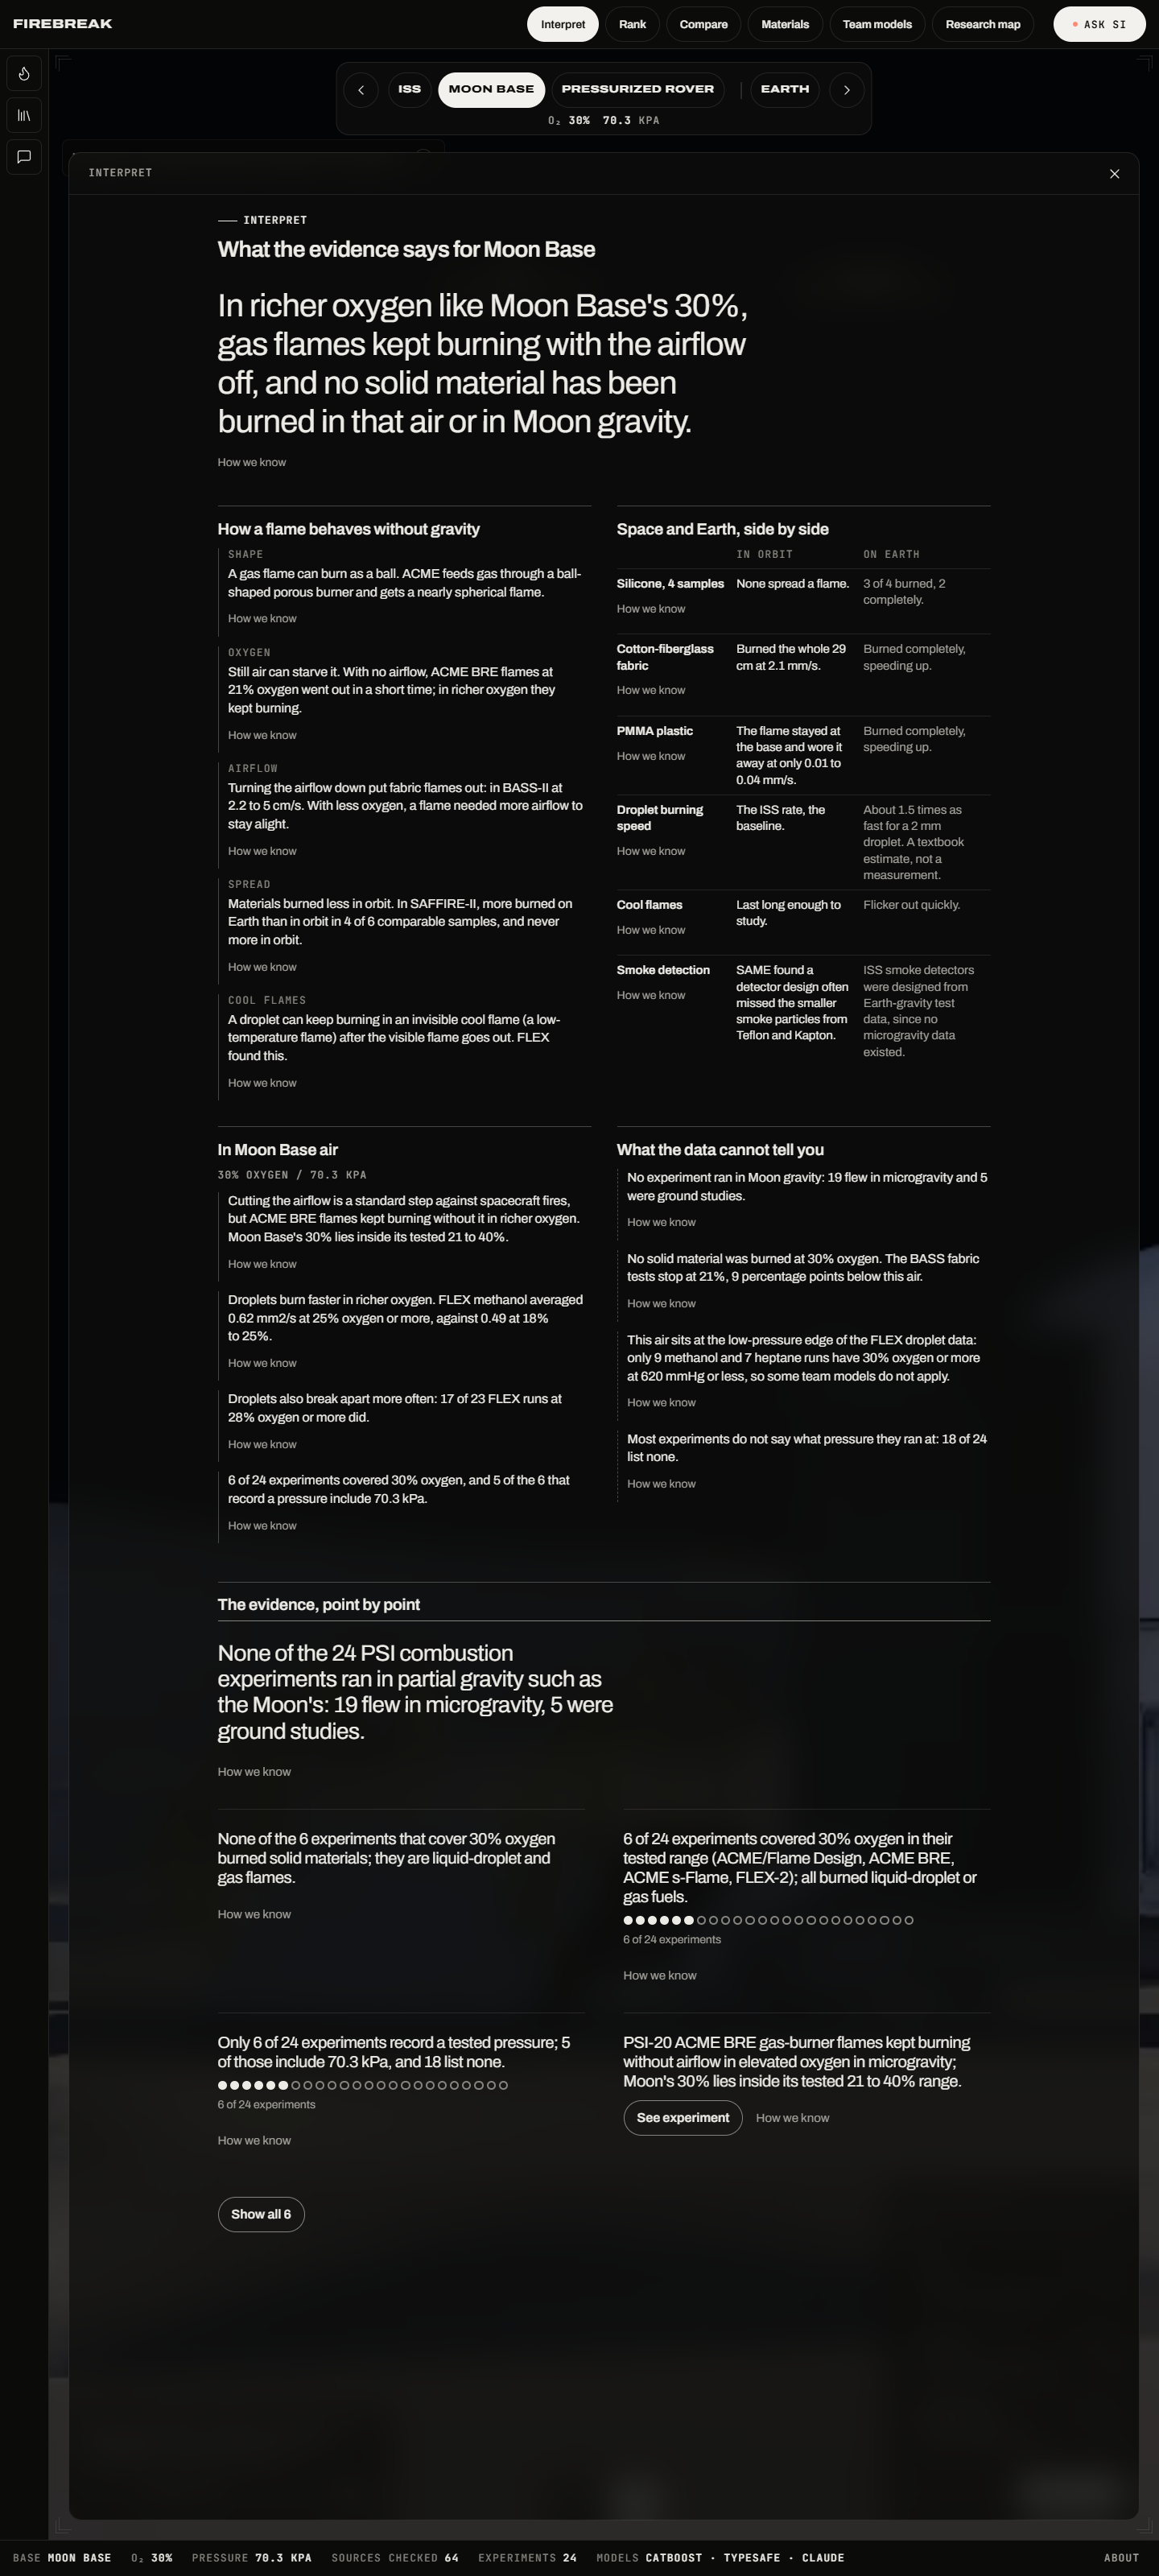 FIREBREAK
Interpret Rank Compare Materials Team models Research map ASK SI
ISS MOON BASE PRESSURIZED ROVER EARTH
O₂ 30% 70.3 KPA
INTERPRET
INTERPRET
What the evidence says for Moon Base
In richer oxygen like Moon Base's 30%,
gas flames kept burning with the airflow
off, and no solid material has been
burned in that air or in Moon gravity.
How we know
How a flame behaves without gravity
SHAPE
A gas flame can burn as a ball. ACME feeds gas through a ball-
shaped porous burner and gets a nearly spherical flame.
How we know
OXYGEN
Still air can starve it. With no airflow, ACME BRE flames at
21% oxygen went out in a short time; in richer oxygen they
kept burning.
How we know
AIRFLOW
Turning the airflow down put fabric flames out: in BASS-II at
2.2 to 5 cm/s. With less oxygen, a flame needed more airflow to
stay alight.
How we know
SPREAD
Materials burned less in orbit. In SAFFIRE-II, more burned on
Earth than in orbit in 4 of 6 comparable samples, and never
more in orbit.
How we know
COOL FLAMES
A droplet can keep burning in an invisible cool flame (a low-
temperature flame) after the visible flame goes out. FLEX
found this.
How we know
Space and Earth, side by side
IN ORBIT ON EARTH
Silicone, 4 samples
How we know
None spread a flame.
3 of 4 burned, 2
completely.
Cotton-fiberglass
fabric
How we know
Burned the whole 29
cm at 2.1 mm/s.
Burned completely,
speeding up.
PMMA plastic
How we know
The flame stayed at
the base and wore it
away at only 0.01 to
0.04 mm/s.
Burned completely,
speeding up.
Droplet burning
speed
How we know
The ISS rate, the
baseline.
About 1.5 times as
fast for a 2 mm
droplet. A textbook
estimate, not a
measurement.
Cool flames
How we know
Last long enough to
study.
Flicker out quickly.
Smoke detection
How we know
SAME found a
detector design often
missed the smaller
smoke particles from
Teflon and Kapton.
ISS smoke detectors
were designed from
Earth-gravity test
data, since no
microgravity data
existed.
In Moon Base air
30% OXYGEN / 70.3 KPA
Cutting the airflow is a standard step against spacecraft fires,
but ACME BRE flames kept burning without it in richer oxygen.
Moon Base's 30% lies inside its tested 21 to 40%.
How we know
Droplets burn faster in richer oxygen. FLEX methanol averaged
0.62 mm2/s at 25% oxygen or more, against 0.49 at 18%
to 25%.
How we know
Droplets also break apart more often: 17 of 23 FLEX runs at
28% oxygen or more did.
How we know
6 of 24 experiments covered 30% oxygen, and 5 of the 6 that
record a pressure include 70.3 kPa.
How we know
What the data cannot tell you
No experiment ran in Moon gravity: 19 flew in microgravity and 5
were ground studies.
How we know
No solid material was burned at 30% oxygen. The BASS fabric
tests stop at 21%, 9 percentage points below this air.
How we know
This air sits at the low-pressure edge of the FLEX droplet data:
only 9 methanol and 7 heptane runs have 30% oxygen or more
at 620 mmHg or less, so some team models do not apply.
How we know
Most experiments do not say what pressure they ran at: 18 of 24
list none.
How we know
The evidence, point by point
None of the 24 PSI combustion
experiments ran in partial gravity such as
the Moon's: 19 flew in microgravity, 5 were
ground studies.
How we know
None of the 6 experiments that cover 30% oxygen
burned solid materials; they are liquid-droplet and
gas flames.
How we know
6 of 24 experiments covered 30% oxygen in their
tested range (ACME/Flame Design, ACME BRE,
ACME s-Flame, FLEX-2); all burned liquid-droplet or
gas fuels.
6 of 24 experiments
How we know
Only 6 of 24 experiments record a tested pressure; 5
of those include 70.3 kPa, and 18 list none.
6 of 24 experiments
How we know
PSI-20 ACME BRE gas-burner flames kept burning
without airflow in elevated oxygen in microgravity;
Moon's 30% lies inside its tested 21 to 40% range.
See experiment How we know
Show all 6
BASE MOON BASE O₂ 30% PRESSURE 70.3 KPA SOURCES CHECKED 64 EXPERIMENTS 24 MODELS CATBOOST · TYPESAFE · CLAUDE ABOUT